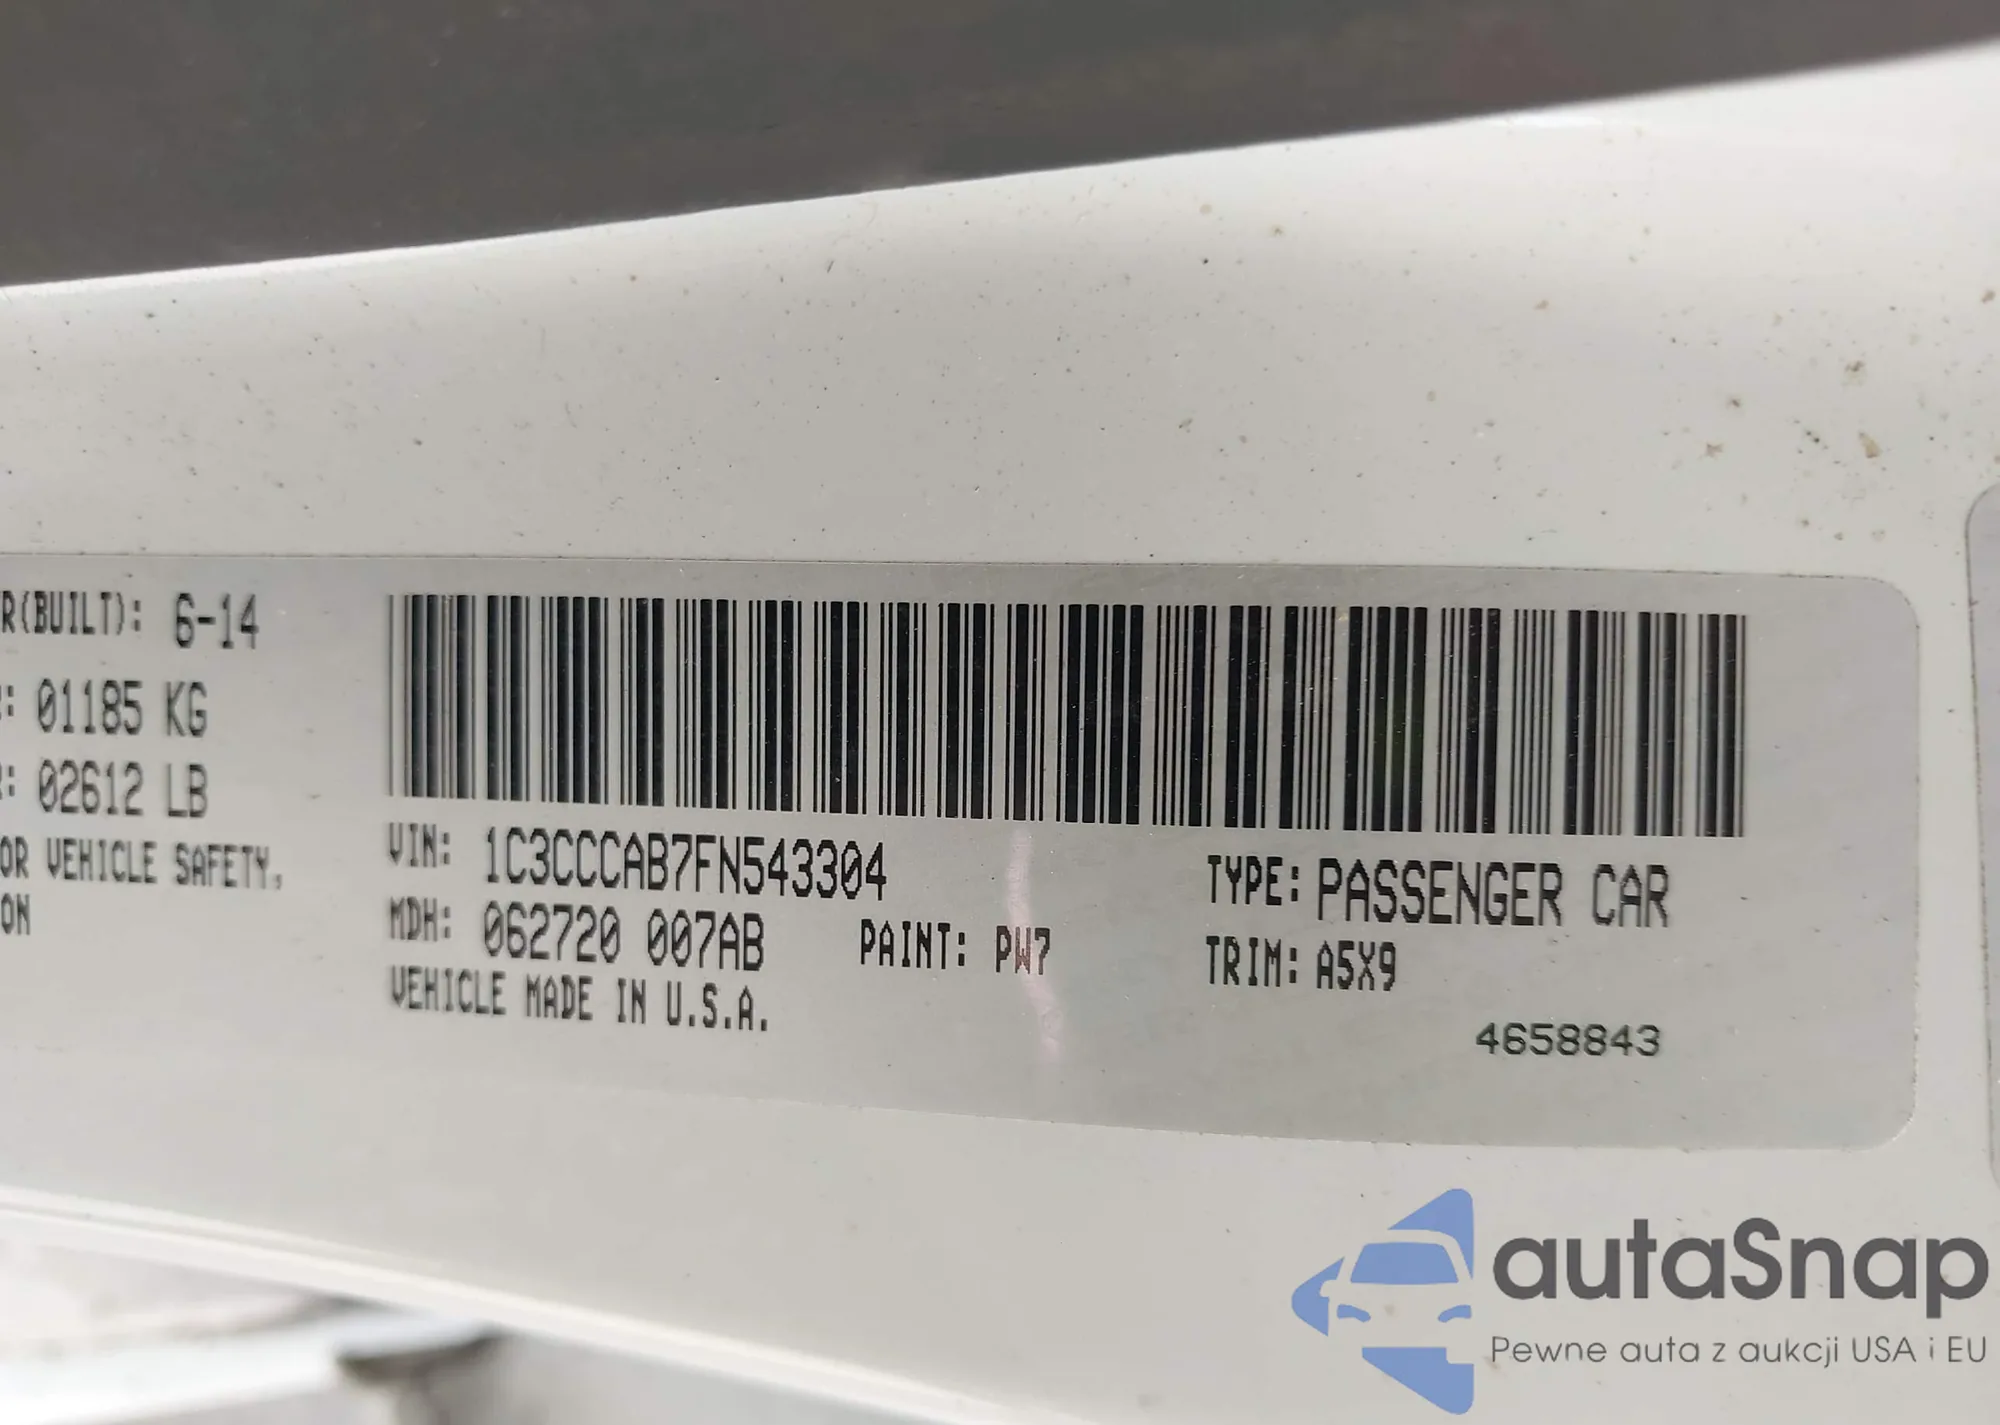 R(BUILT): 6-14
: 01185 KG
R: 02612 LB
OR VEHICLE SAFETY,
ON
VIN: 1C3CCCAB7FN543304
MDH: 062720 007AB
PAINT: PW7
VEHICLE MADE IN U.S.A.
TYPE: PASSENGER CAR
TRIM: A5X9
4658843
autaSnap
Pewne auta z aukcji USA i EU